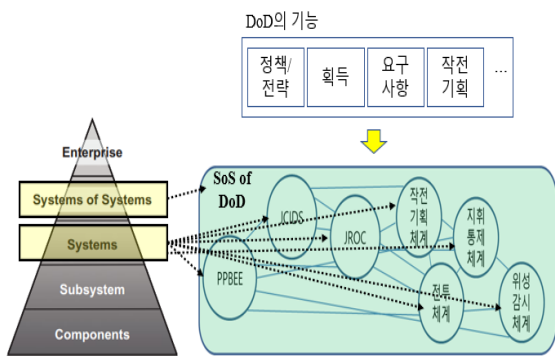 DoD의 기능
정책/
전략
획득
요구
사항
작전
기획
...
Enterprise
Systems of Systems
Systems
Subsystem
Components
SoS of
DoD
JCIDS
JROC
PPBEE
작전
기획
체계
지휘
통제
체계
전투
체계
위성
감시
체계